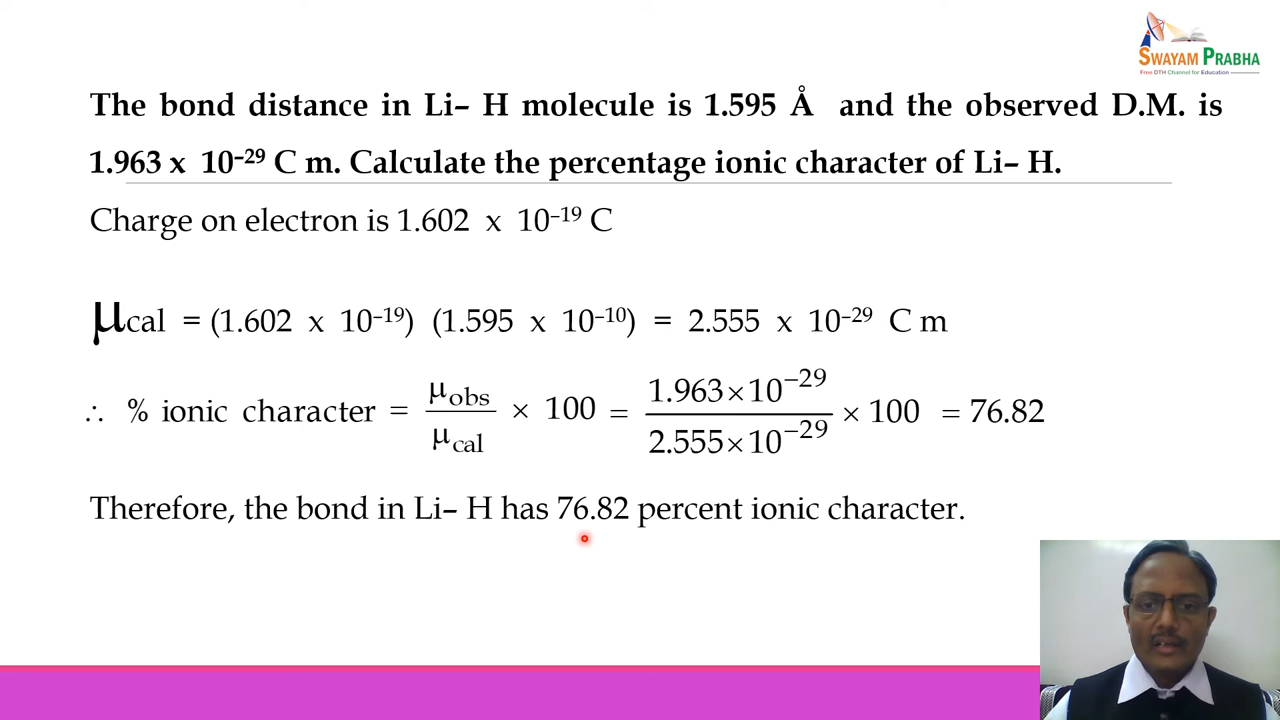 SWAYAM PRABHA
Free DTH Channel for Education
The bond distance in Li– H molecule is 1.595 Å and the observed D.M. is
1.963 x 10⁻²⁹ C m. Calculate the percentage ionic character of Li– H.
Charge on electron is 1.602 x 10⁻¹⁹ C
μcal = (1.602 x 10⁻¹⁹) (1.595 x 10⁻¹⁰) = 2.555 x 10⁻²⁹ C m
∴ % ionic character = μobs / μcal × 100 = 1.963×10⁻²⁹ / 2.555×10⁻²⁹ × 100 = 76.82
Therefore, the bond in Li– H has 76.82 percent ionic character.